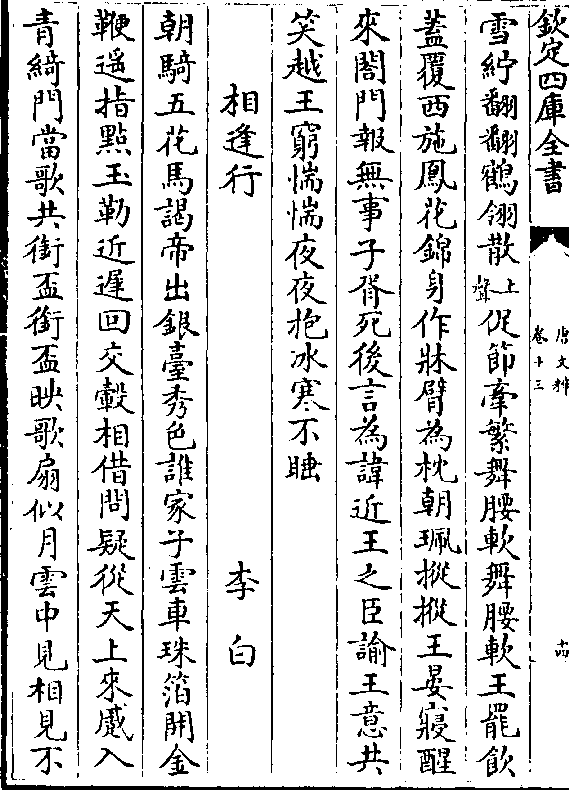 欽定四庫全書
唐文粹
卷十三
十四
雪紵翻翻鶴翎散上聲促節牽繁舞腰軟舞腰軟王罷飲
蓋覆西施鳳花錦身作牀臂為枕朝珮摐摐王晏寢醒
來閣門報無事子胥死後言為諱近王之臣諭王意共
笑越王窮惴惴夜夜抱冰寒不睡
相逢行 李白
朝騎五花馬謁帝出銀臺秀色誰家子雲車珠箔開金
鞭遥指點玉勒近遲回交轂相借問疑從天上來蹙入
青綺門當歌共銜盃銜盃映歌扇似月雲中見相見不